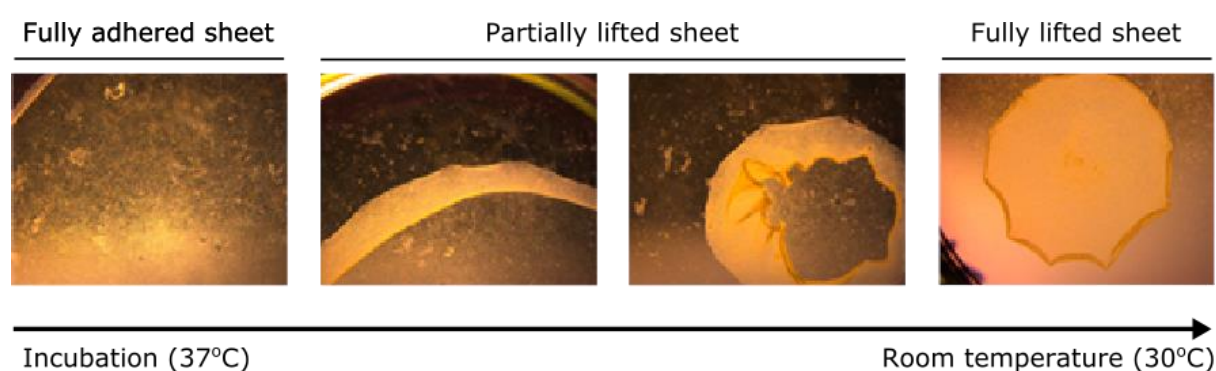 Fully adhered sheet
Partially lifted sheet
Fully lifted sheet
Incubation (37°C)
Room temperature (30°C)